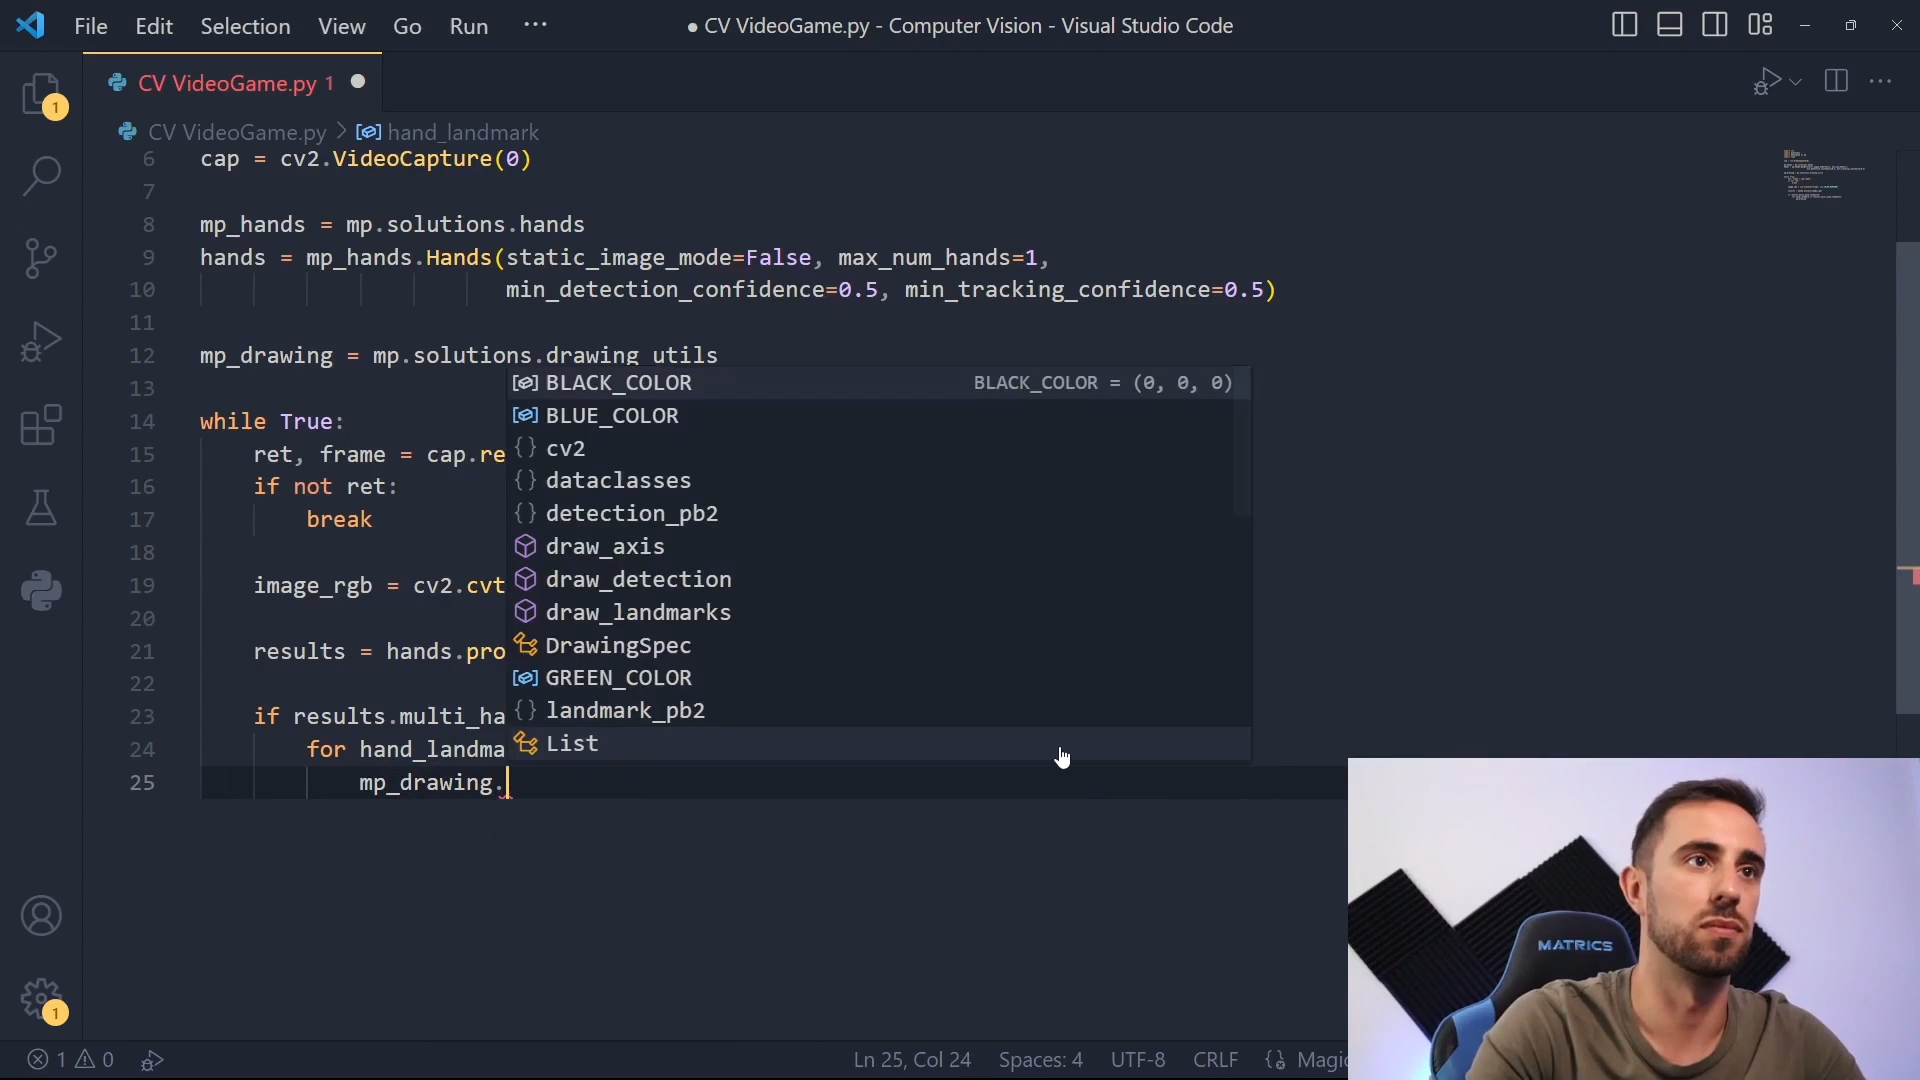 File Edit Selection View Go Run ···
● CV VideoGame.py - Computer Vision - Visual Studio Code
CV VideoGame.py 1 ●
CV VideoGame.py > hand_landmark
6 cap = cv2.VideoCapture(0)
7
8 mp_hands = mp.solutions.hands
9 hands = mp_hands.Hands(static_image_mode=False, max_num_hands=1,
10 min_detection_confidence=0.5, min_tracking_confidence=0.5)
11
12 mp_drawing = mp.solutions.drawing_utils
13
BLACK_COLOR BLACK_COLOR = (0, 0, 0)
14 while True:
BLUE_COLOR
15 ret, frame = cap.re
cv2
16 if not ret:
dataclasses
17 break
detection_pb2
18
draw_axis
19 image_rgb = cv2.cvt
draw_detection
20
draw_landmarks
21 results = hands.pro
DrawingSpec
22
GREEN_COLOR
23 if results.multi_ha
landmark_pb2
24 for hand_landma
List
25 mp_drawing.
1
1
MATRICS
1 0
Ln 25, Col 24 Spaces: 4 UTF-8 CRLF {} Magic